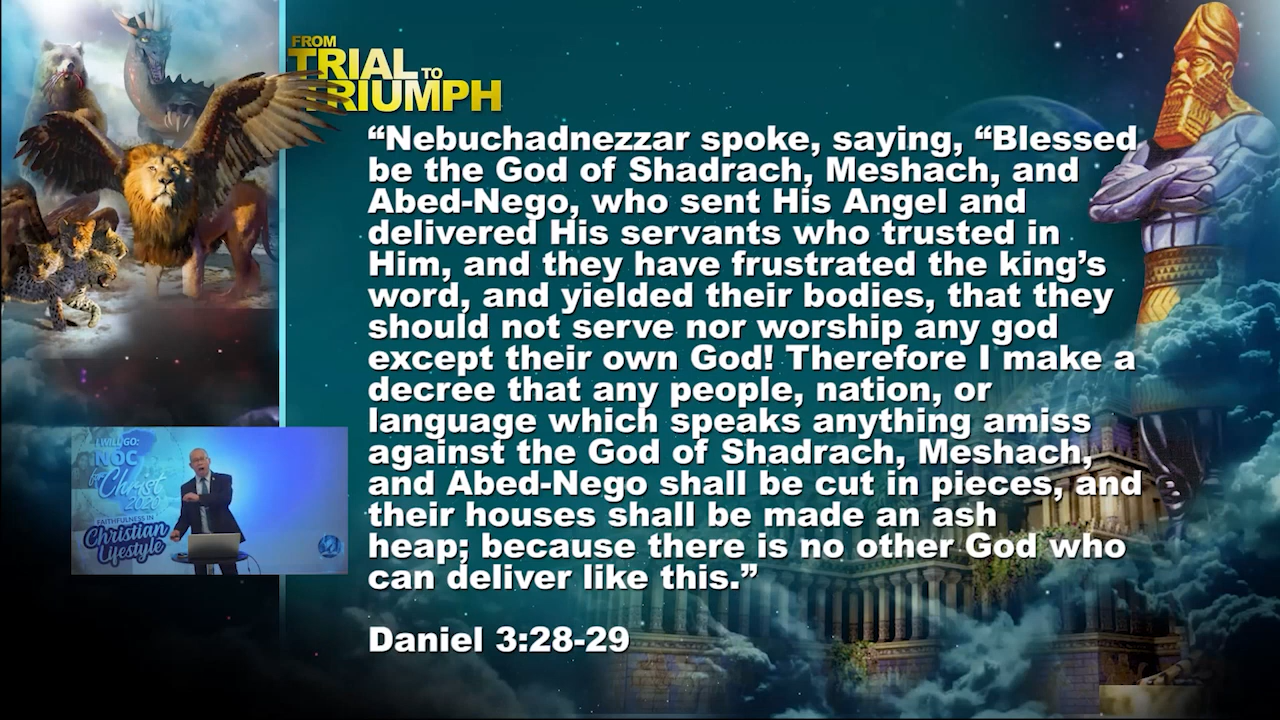 FROM
TRIAL TO
TRIUMPH
“Nebuchadnezzar spoke, saying, “Blessed
be the God of Shadrach, Meshach, and
Abed-Nego, who sent His Angel and
delivered His servants who trusted in
Him, and they have frustrated the king’s
word, and yielded their bodies, that they
should not serve nor worship any god
except their own God! Therefore I make a
decree that any people, nation, or
language which speaks anything amiss
against the God of Shadrach, Meshach,
and Abed-Nego shall be cut in pieces, and
their houses shall be made an ash
heap; because there is no other God who
can deliver like this.”
Daniel 3:28-29
I WILL GO:
NOC
for Christ
2020
FAITHFULNESS IN
Christian
Lifestyle